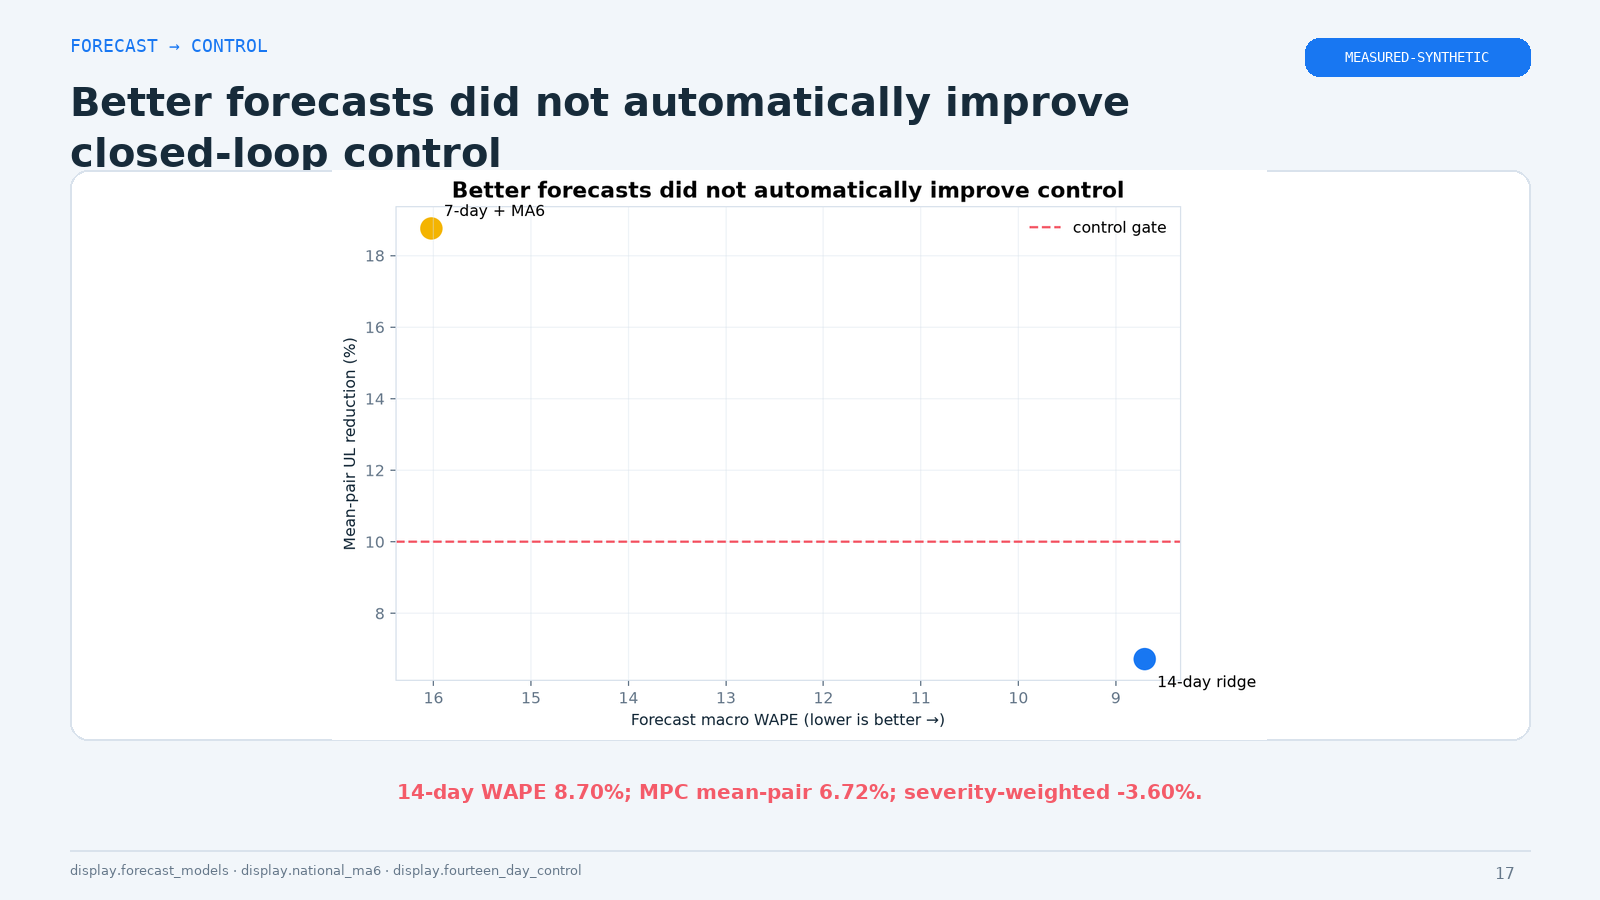 FORECAST → CONTROL
MEASURED-SYNTHETIC
Better forecasts did not automatically improve
closed-loop control
Better forecasts did not automatically improve control
7-day + MA6
control gate
18
16
14
12
10
8
Mean-pair UL reduction (%)
14-day ridge
16 15 14 13 12 11 10 9
Forecast macro WAPE (lower is better →)
14-day WAPE 8.70%; MPC mean-pair 6.72%; severity-weighted -3.60%.
display.forecast_models · display.national_ma6 · display.fourteen_day_control
17